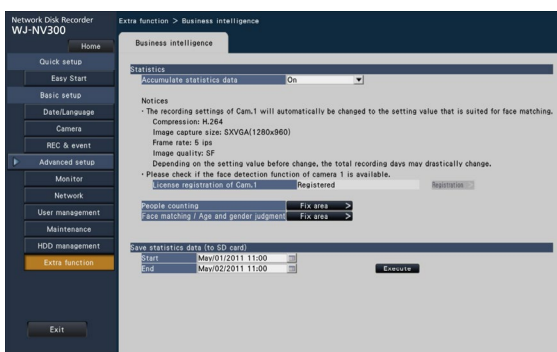 Network Disk Recorder
WJ-NV300
Home
Quick setup
Easy Start
Basic setup
Date/Language
Camera
REC & event
Advanced setup
Monitor
Network
User management
Maintenance
HDD management
Extra function
Exit
Extra function > Business intelligence
Business intelligence
Statistics
Accumulate statistics data On
Notices
· The recording settings of Cam.1 will automatically be changed to the setting value that is suited for face matching.
Compression: H.264
Image capture size: SXVGA(1280x960)
Frame rate: 5 ips
Image quality: SF
Depending on the setting value before change, the total recording days may drastically change.
· Please check if the face detection function of camera 1 is available.
License registration of Cam.1 Registered Registration >
People counting Fix area >
Face matching / Age and gender judgment Fix area >
Save statistics data (to SD card)
Start May/01/2011 11:00
End May/02/2011 11:00 Execute